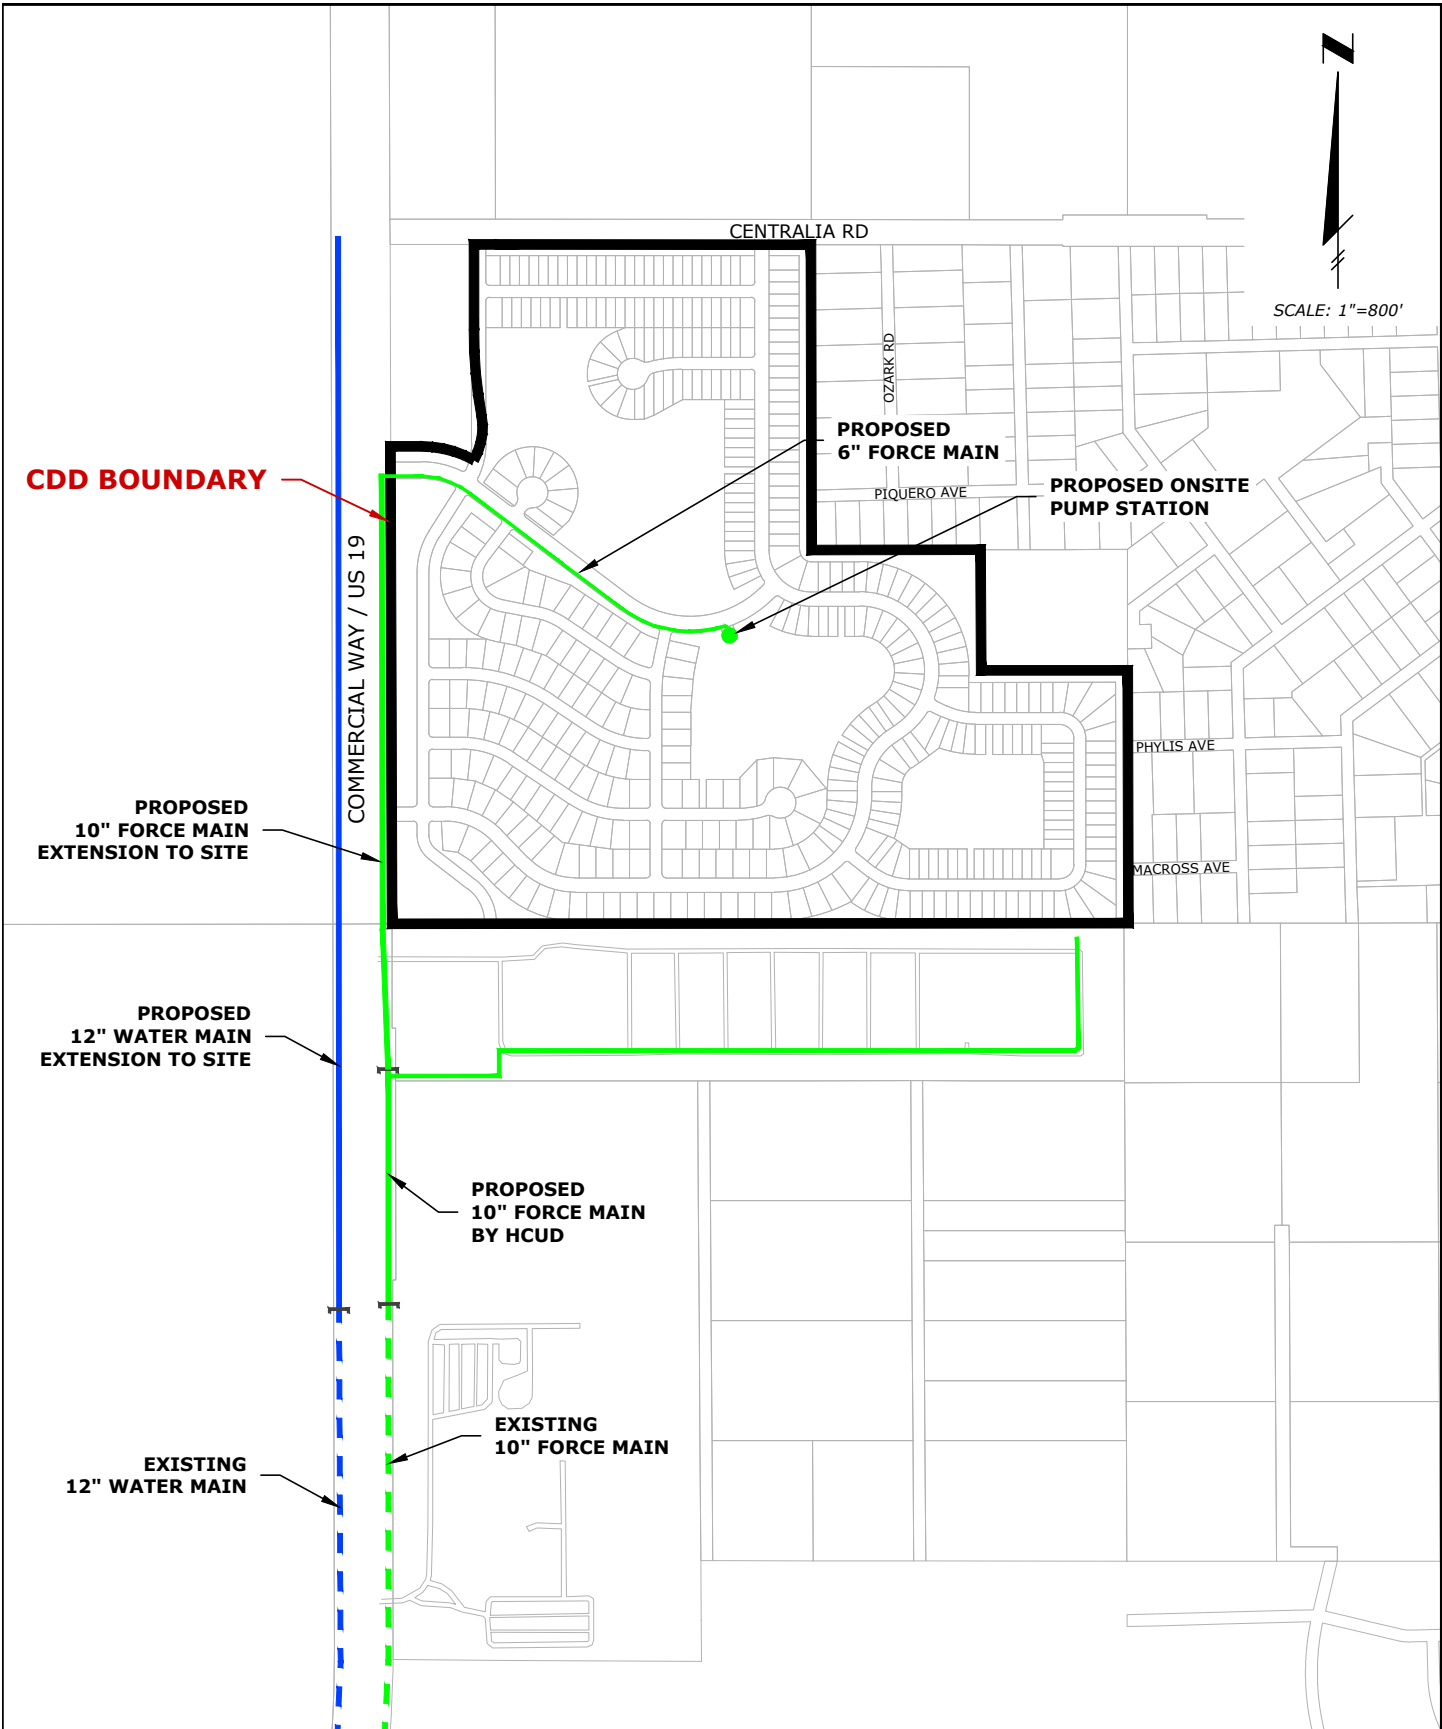 N
CENTRALIA RD
SCALE: 1"=800'
OZARK RD
PROPOSED
6" FORCE MAIN
CDD BOUNDARY
PIQUERO AVE
PROPOSED ONSITE
PUMP STATION
COMMERCIAL WAY / US 19
PHYLIS AVE
PROPOSED
10" FORCE MAIN
EXTENSION TO SITE
MACROSS AVE
PROPOSED
12" WATER MAIN
EXTENSION TO SITE
PROPOSED
10" FORCE MAIN
BY HCUD
EXISTING
10" FORCE MAIN
EXISTING
12" WATER MAIN